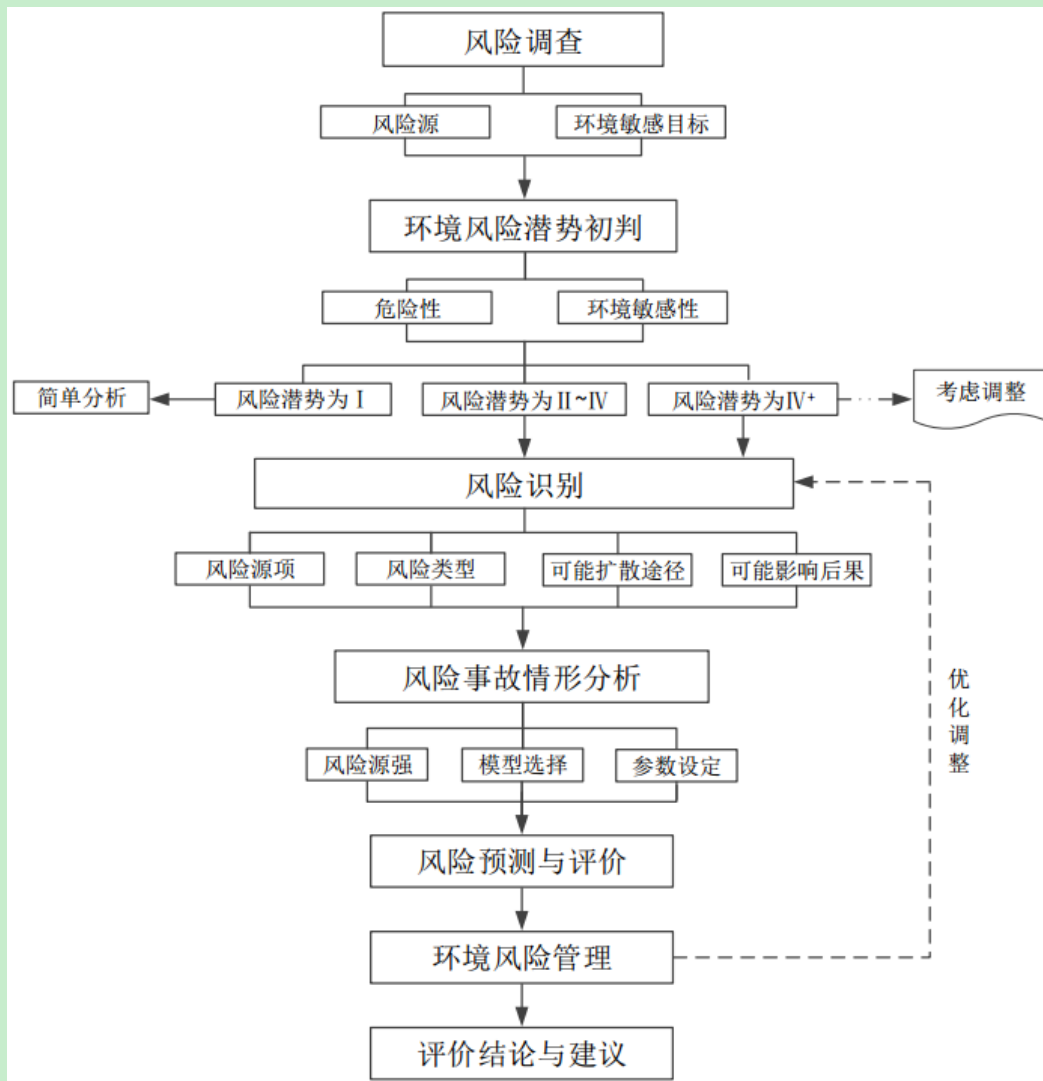 风险调查
风险源
环境敏感目标
环境风险潜势初判
危险性
环境敏感性
简单分析
风险潜势为Ⅰ
风险潜势为Ⅱ~Ⅳ
风险潜势为Ⅳ⁺
考虑调整
风险识别
风险源项
风险类型
可能扩散途径
可能影响后果
风险事故情形分析
优化调整
风险源强
模型选择
参数设定
风险预测与评价
环境风险管理
评价结论与建议